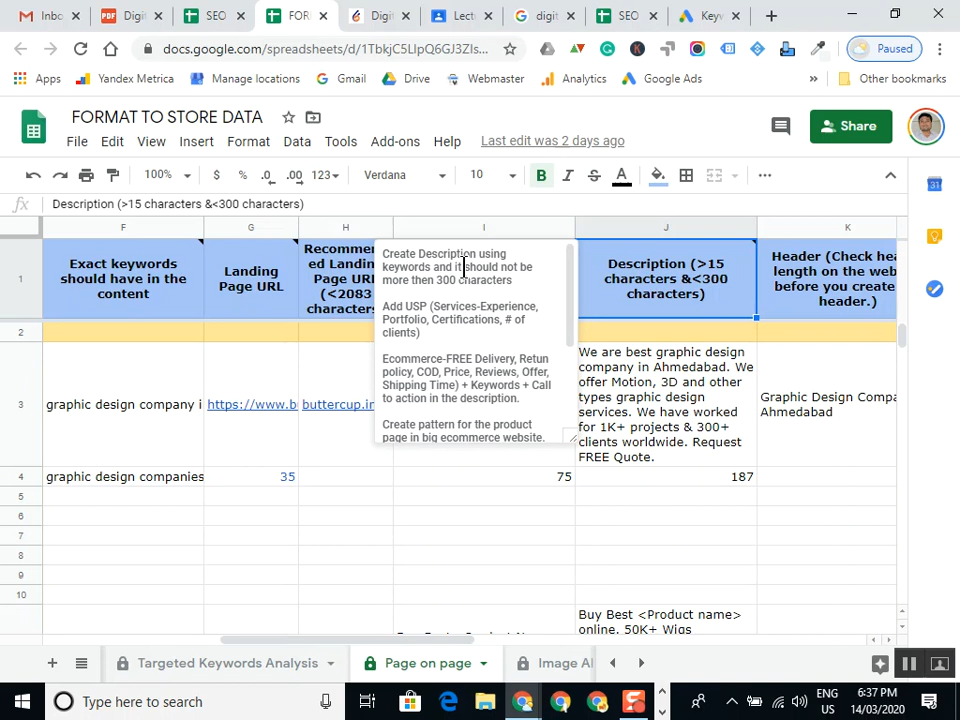 Inbo
Digit
SEO
FOR
Digit
Lectu
digit
SEO
Keyw
docs.google.com/spreadsheets/d/1TbkjC5LlpQ6GJ3ZIs...
Paused
Apps
Yandex Metrica
Manage locations
Gmail
Drive
Webmaster
Analytics
Google Ads
Other bookmarks
FORMAT TO STORE DATA
File Edit View Insert Format Data Tools Add-ons Help Last edit was 2 days ago
Share
100% $ % .0 .00 123 Verdana 10 B I S A
fx Description (>15 characters &<300 characters)
F G H I J K
1
Exact keywords
should have in the
content
Landing
Page URL
Recommen
ed Landin
Page URL
(<2083
characters
Create Description using
keywords and it should not be
more then 300 characters
Add USP (Services-Experience,
Portfolio, Certifications, # of
clients)
Ecommerce-FREE Delivery, Retun
policy, COD, Price, Reviews, Offer,
Shipping Time) + Keywords + Call
to action in the description.
Create pattern for the product
page in big ecommerce website.
Description (>15
characters &<300
characters)
Header (Check hea
length on the web
before you create
header.)
2
3
graphic design company i
https://www.b
buttercup.in
We are best graphic design
company in Ahmedabad. We
offer Motion, 3D and other
types graphic design
services. We have worked
for 1K+ projects & 300+
clients worldwide. Request
FREE Quote.
Graphic Design Compa
Ahmedabad
4
graphic design companies
35
75
187
5
6
7
8
9
10
Buy Best <Product name>
online. 50K+ Wigs
Targeted Keywords Analysis
Page on page
Image Al
Type here to search
ENG
US
6:37 PM
14/03/2020